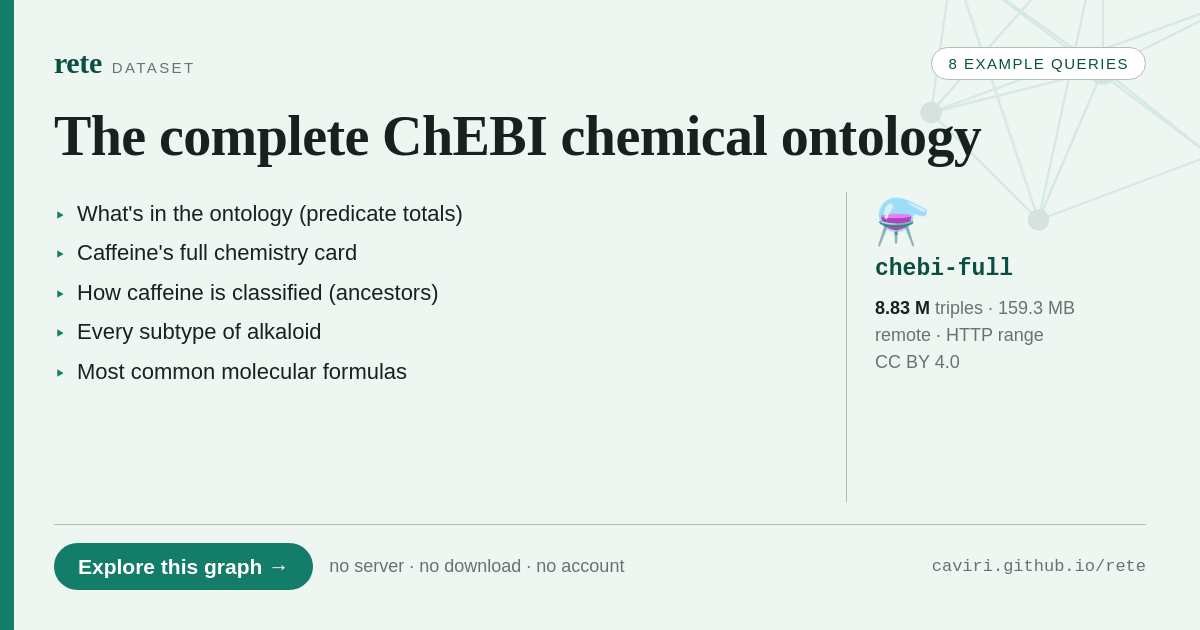 rete DATASET
8 EXAMPLE QUERIES
The complete ChEBI chemical ontology
What's in the ontology (predicate totals)
Caffeine's full chemistry card
How caffeine is classified (ancestors)
Every subtype of alkaloid
Most common molecular formulas
chebi-full
8.83 M triples · 159.3 MB
remote · HTTP range
CC BY 4.0
Explore this graph →
no server · no download · no account
caviri.github.io/rete